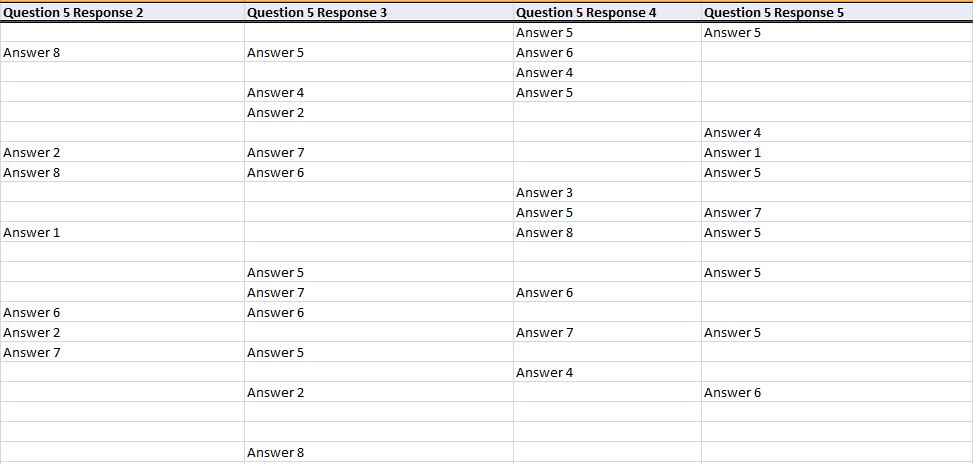 Question 5 Response 2 Question 5 Response 3 Question 5 Response 4 Question 5 Response 5
Answer 5 Answer 5
Answer 8 Answer 5 Answer 6
Answer 4
Answer 4 Answer 5
Answer 2
Answer 4
Answer 2 Answer 7 Answer 1
Answer 8 Answer 6 Answer 5
Answer 3
Answer 5 Answer 7
Answer 1 Answer 8 Answer 5
Answer 5 Answer 5
Answer 7 Answer 6
Answer 6 Answer 6
Answer 2 Answer 7 Answer 5
Answer 7 Answer 5
Answer 4
Answer 2 Answer 6
Answer 8